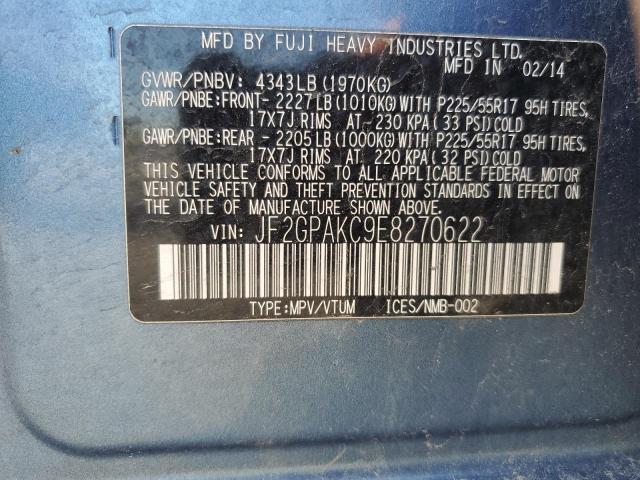 MFD BY FUJI HEAVY INDUSTRIES LTD.
MFD IN 02/14
GVWR/PNBV: 4343LB (1970KG)
GAWR/PNBE:FRONT- 2227 LB (1010KG) WITH P225/55R17 95H TIRES,
17X7J RIMS AT 230 KPA (33 PSI) COLD
GAWR/PNBE:REAR - 2205 LB (1000KG) WITH P225/55R17 95H TIRES,
17X7J RIMS AT 220 KPA (32 PSI) COLD
THIS VEHICLE CONFORMS TO ALL APPLICABLE FEDERAL MOTOR
VEHICLE SAFETY AND THEFT PREVENTION STANDARDS IN EFFECT ON
THE DATE OF MANUFACTURE SHOWN ABOVE.
VIN: JF2GPAKC9E8270622
TYPE:MPV/VTUM ICES/NMB-002